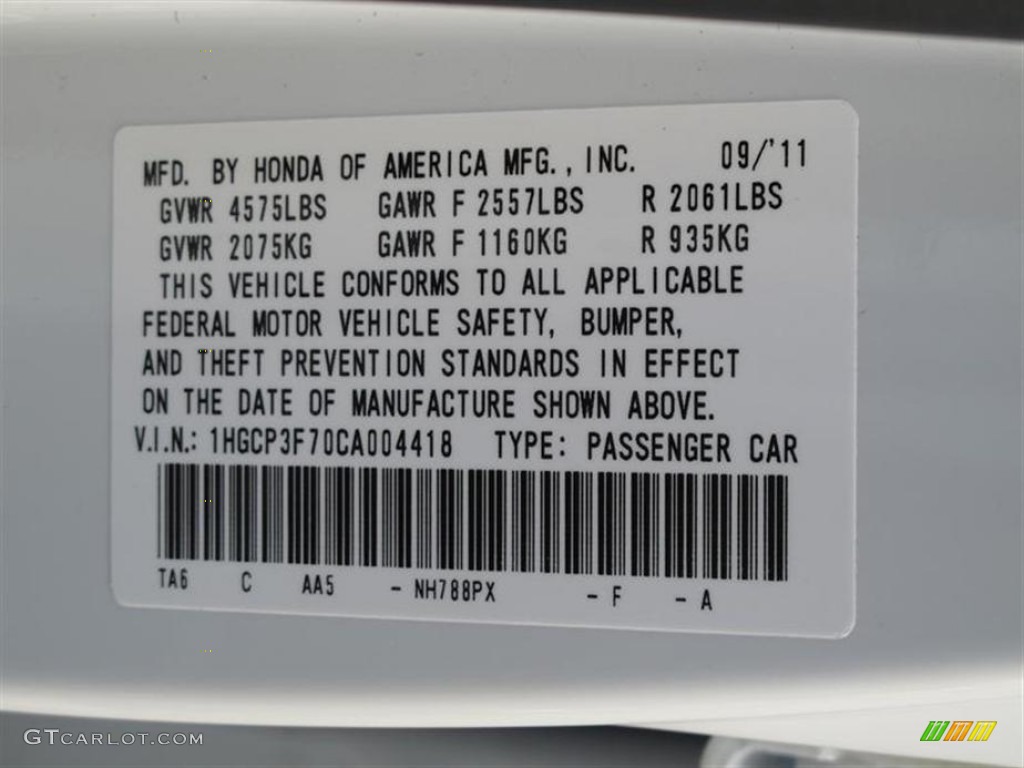 MFD. BY HONDA OF AMERICA MFG., INC. 09/'11
GVWR 4575LBS GAWR F 2557LBS R 2061LBS
GVWR 2075KG GAWR F 1160KG R 935KG
THIS VEHICLE CONFORMS TO ALL APPLICABLE
FEDERAL MOTOR VEHICLE SAFETY, BUMPER,
AND THEFT PREVENTION STANDARDS IN EFFECT
ON THE DATE OF MANUFACTURE SHOWN ABOVE.
V.I.N.: 1HGCP3F70CA004418 TYPE: PASSENGER CAR
TA6 C AA5 - NH788PX - F - A
GTCARLOT.COM